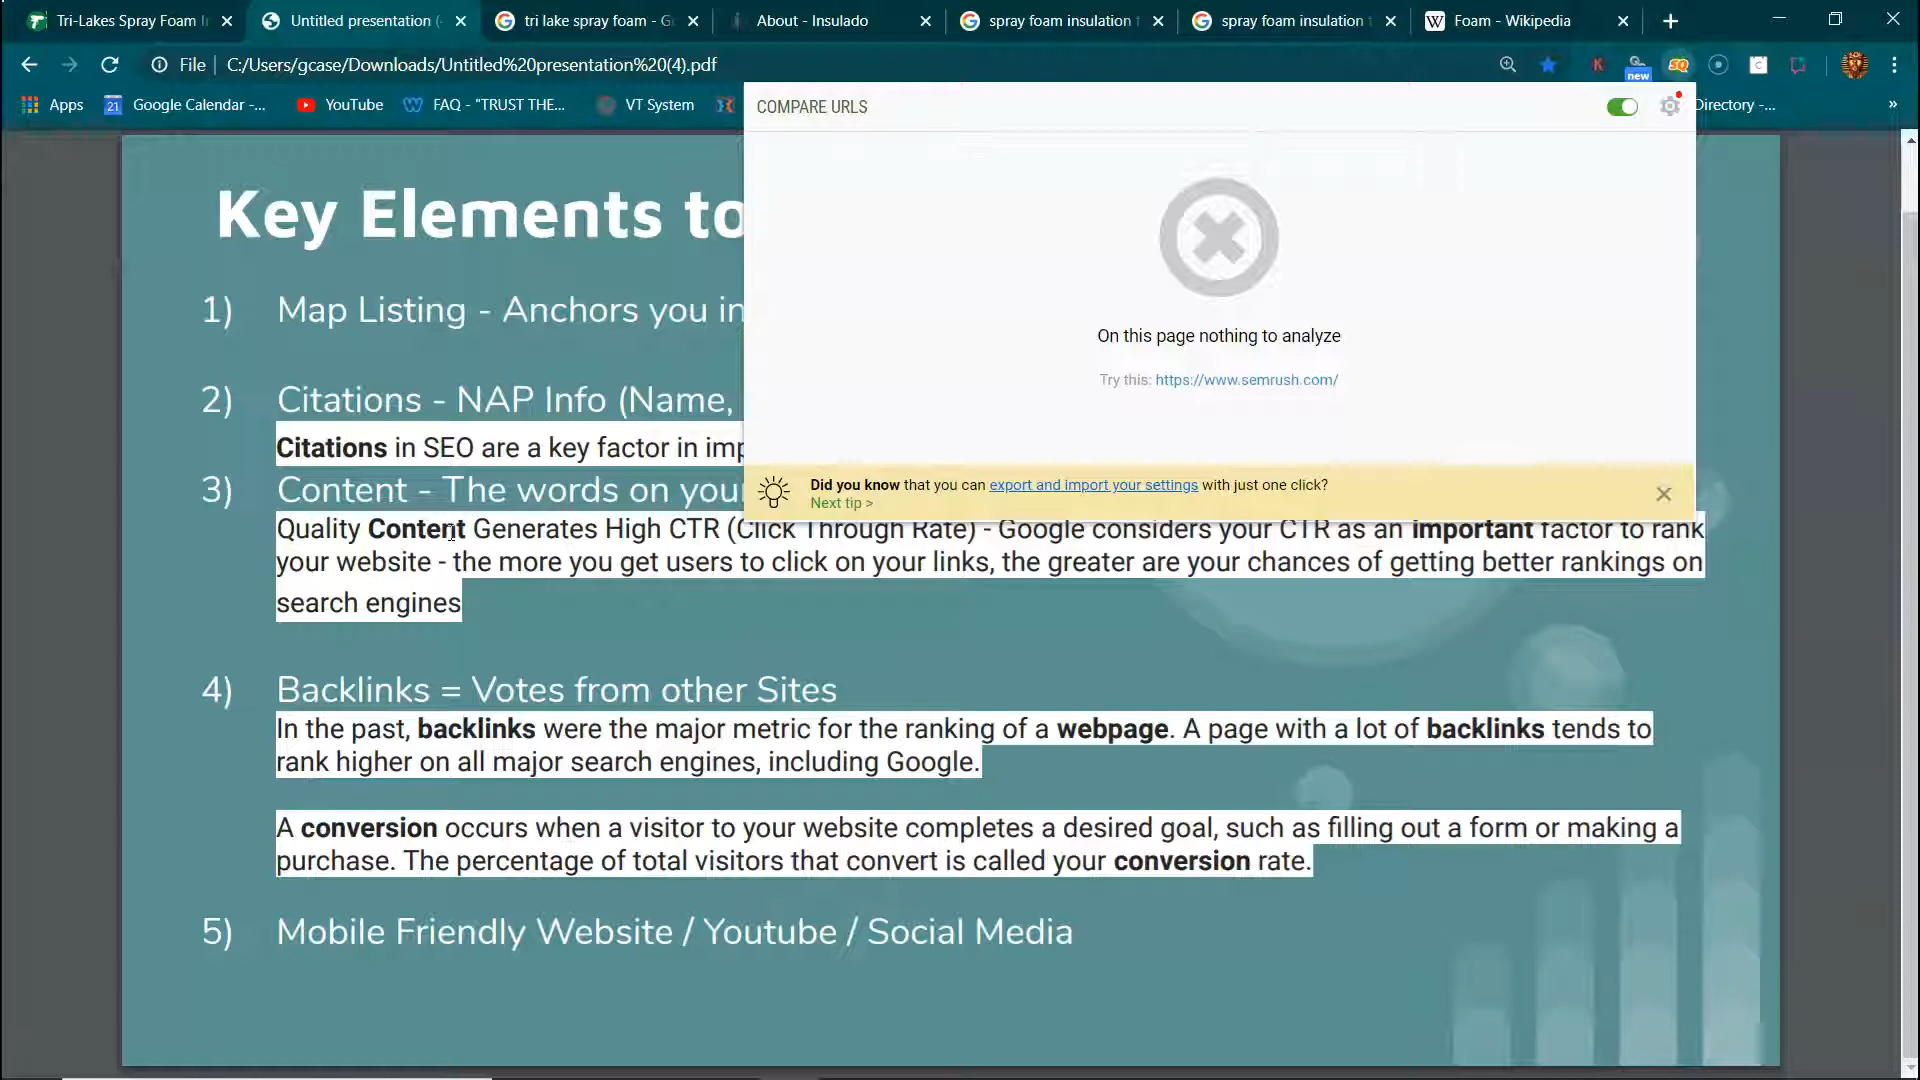 Tri-Lakes Spray Foam I
Untitled presentation (
tri lake spray foam - G
About - Insulado
spray foam insulation
spray foam insulation
Foam - Wikipedia
File
C:/Users/gcase/Downloads/Untitled%20presentation%20(4).pdf
new
SQ
Apps
21
Google Calendar -...
YouTube
FAQ - "TRUST THE...
VT System
Directory -...
»
COMPARE URLS
Key Elements to
On this page nothing to analyze
Try this: https://www.semrush.com/
1) Map Listing - Anchors you in
2) Citations - NAP Info (Name,
Citations in SEO are a key factor in imp
3) Content - The words on your
Did you know that you can export and import your settings with just one click?
Next tip >
Quality Content Generates High CTR (Click Through Rate) - Google considers your CTR as an important factor to rank
your website - the more you get users to click on your links, the greater are your chances of getting better rankings on
search engines
4) Backlinks = Votes from other Sites
In the past, backlinks were the major metric for the ranking of a webpage. A page with a lot of backlinks tends to
rank higher on all major search engines, including Google.
A conversion occurs when a visitor to your website completes a desired goal, such as filling out a form or making a
purchase. The percentage of total visitors that convert is called your conversion rate.
5) Mobile Friendly Website / Youtube / Social Media